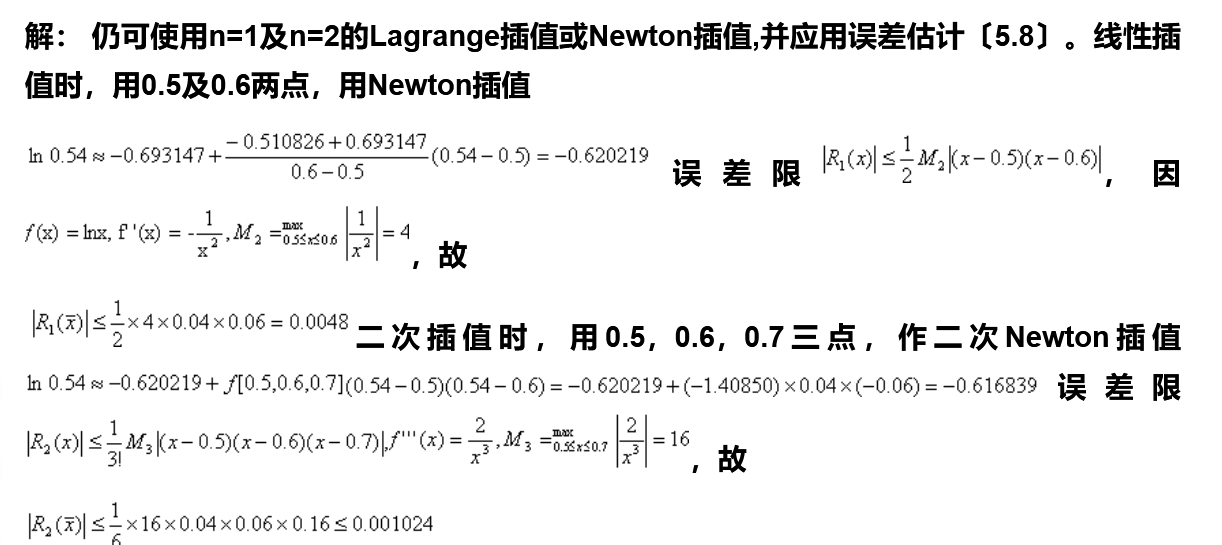 解： 仍可使用n=1及n=2的Lagrange插值或Newton插值,并应用误差估计〔5.8〕。线性插
值时，用0.5及0.6两点，用Newton插值
ln 0.54 ≈ −0.693147 + \frac{−0.510826+0.693147}{0.6−0.5}(0.54−0.5) = −0.620219 误差限 |R₁(x)| ≤ \frac{1}{2}M₂|(x−0.5)(x−0.6)|，因
f(x) = lnx, f ''(x) = -\frac{1}{x²}, M₂ = max_{0.5≤x≤0.6} |\frac{1}{x²}| = 4，故
|R₁(x̄)| ≤ \frac{1}{2}×4×0.04×0.06 = 0.0048 二次插值时，用0.5，0.6，0.7三点，作二次Newton插值
ln 0.54 ≈ −0.620219 + f[0.5,0.6,0.7](0.54−0.5)(0.54−0.6) = −0.620219+(−1.40850)×0.04×(−0.06) = −0.616839 误差限
|R₂(x)| ≤ \frac{1}{3!}M₃|(x−0.5)(x−0.6)(x−0.7)|,f'''(x) = \frac{2}{x³}, M₃ = max_{0.5≤x≤0.7} |\frac{2}{x³}| = 16，故
|R₂(x̄)| ≤ \frac{1}{6}×16×0.04×0.06×0.16 ≤ 0.001024